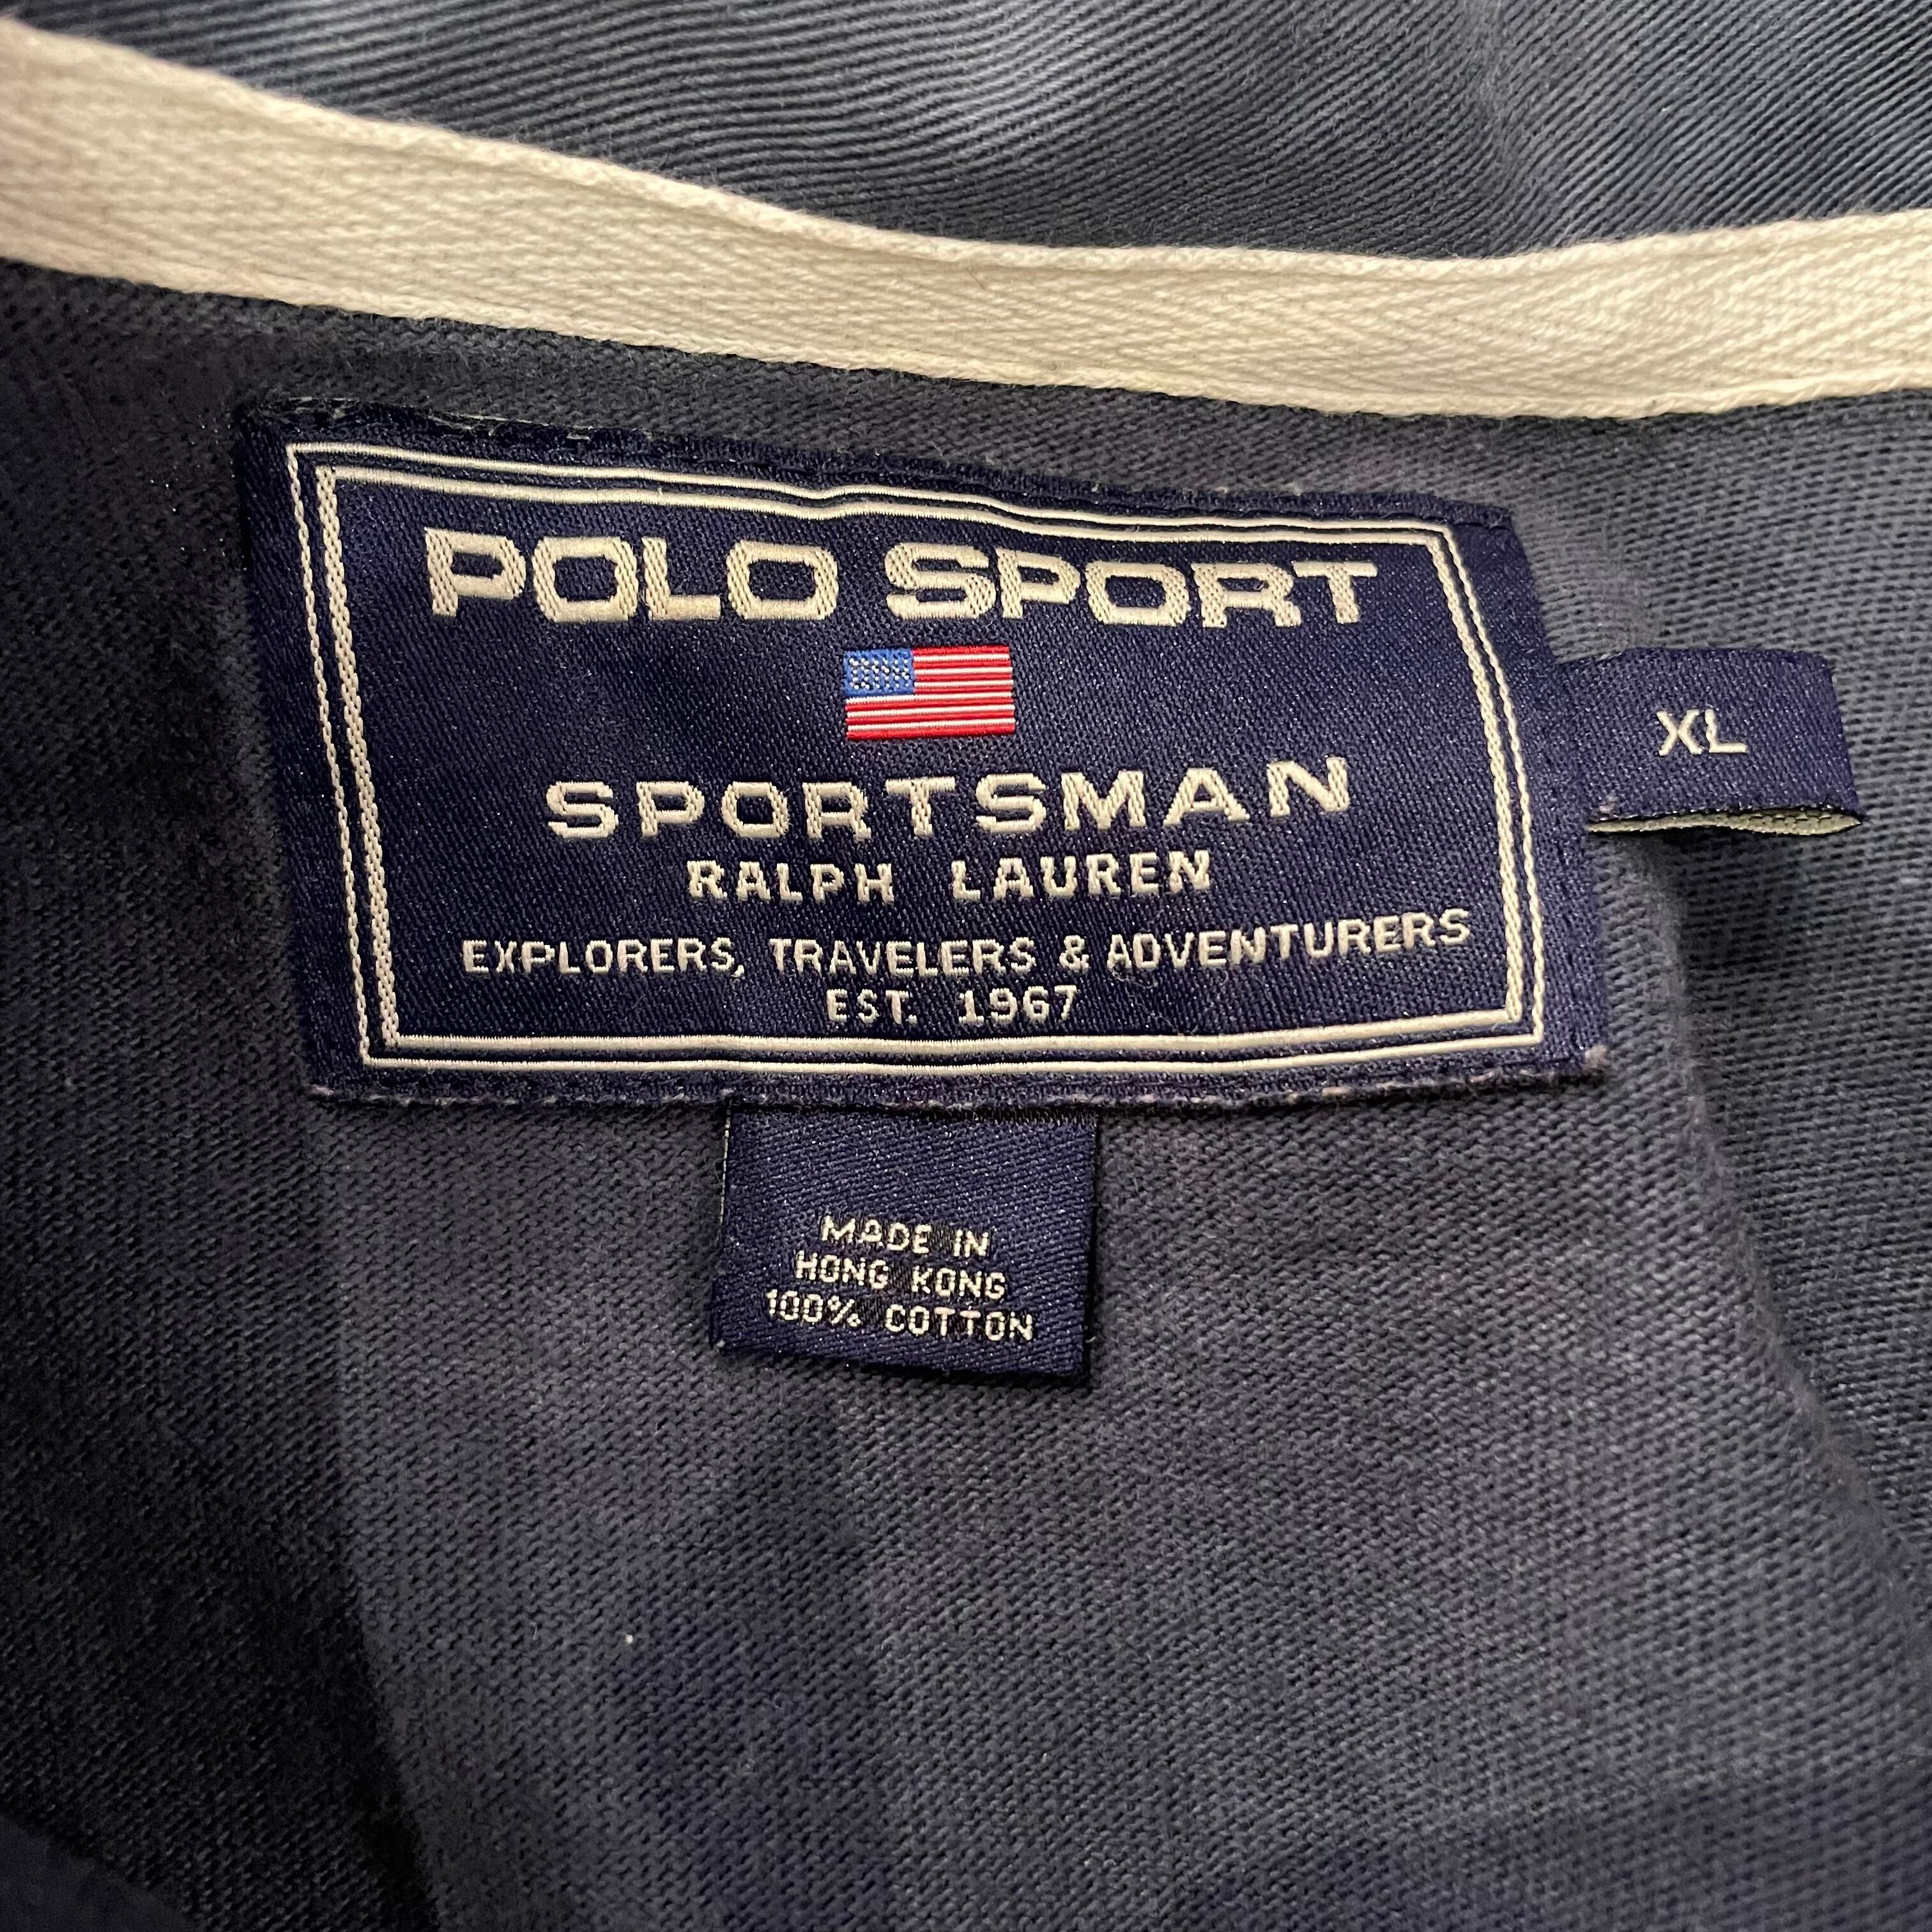 POLO SPORT
SPORTSMAN
XL
RALPH LAUREN
EXPLORERS, TRAVELERS & ADVENTURERS
EST. 1967
MADE IN
HONG KONG
100% COTTON